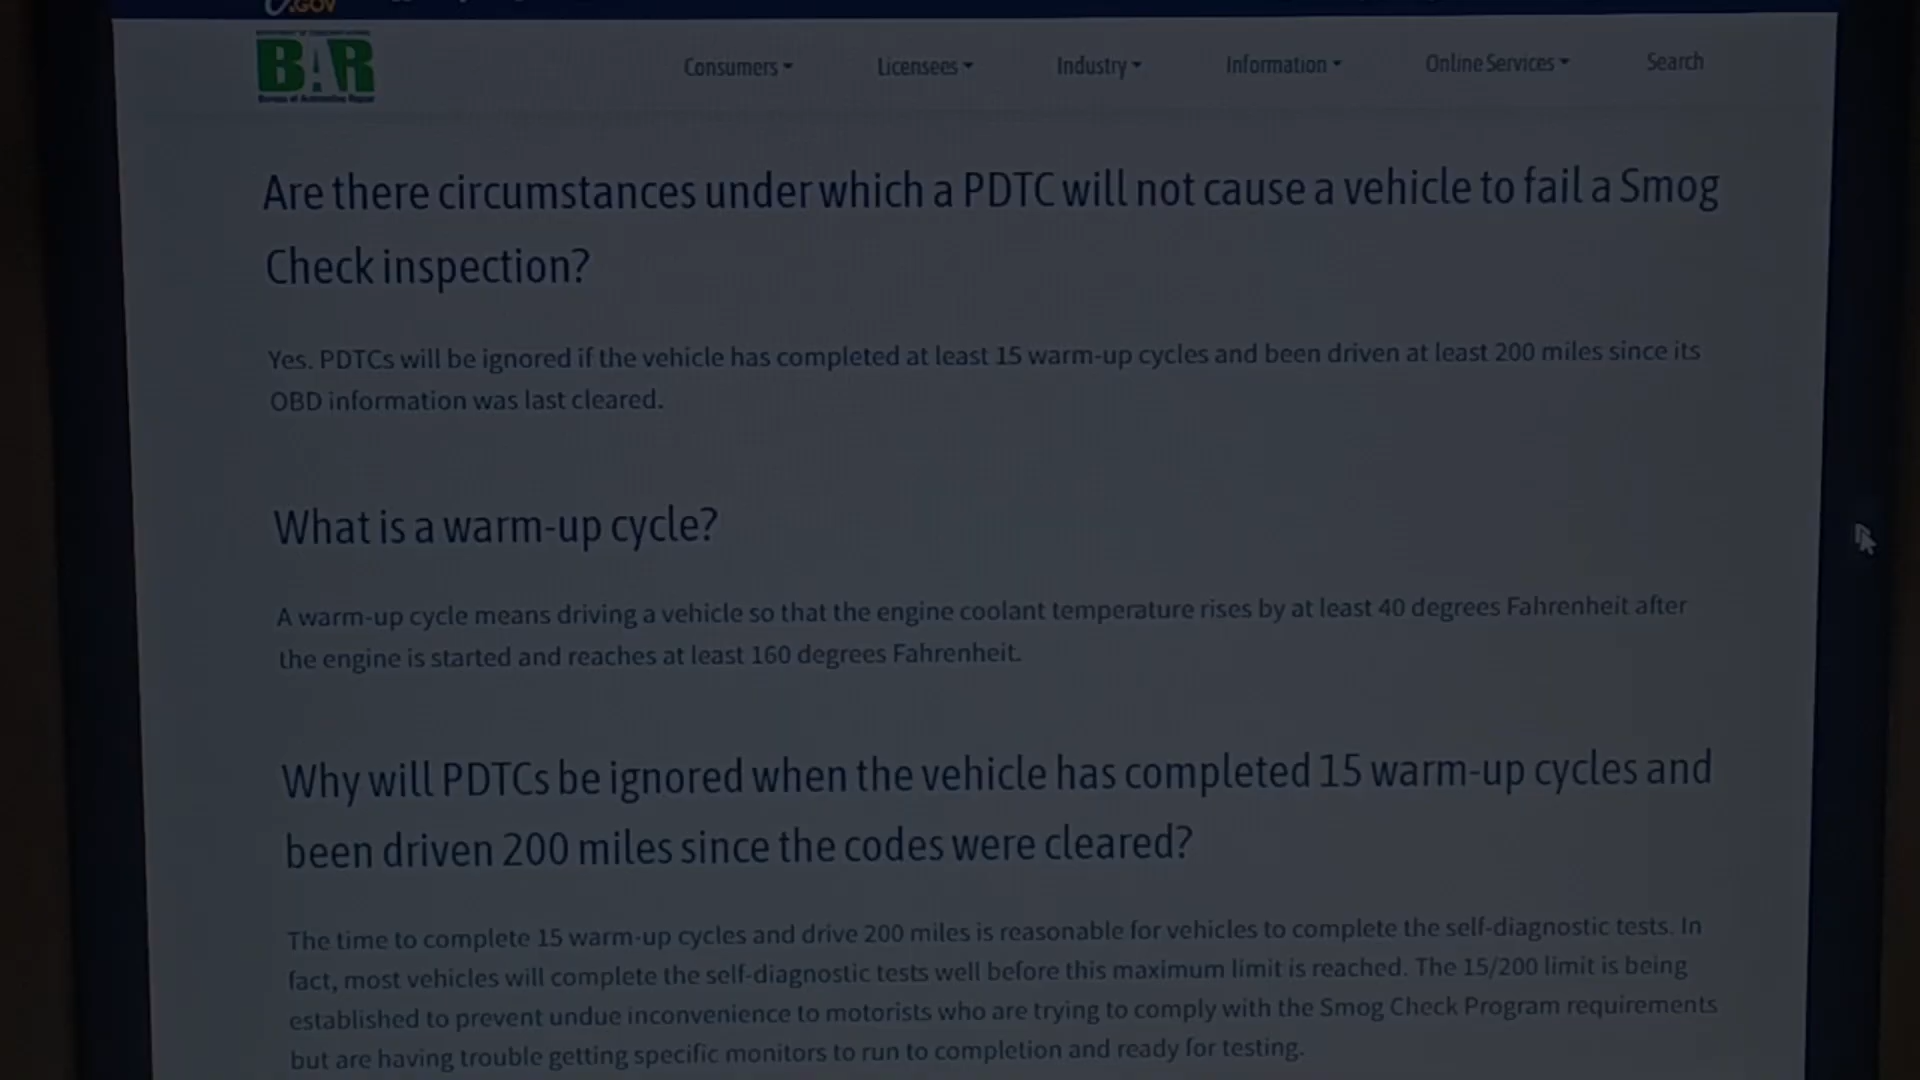 .GOV
BAR
Bureau of Automotive Repair
Consumers Licensees Industry Information Online Services Search
Are there circumstances under which a PDTC will not cause a vehicle to fail a Smog
Check inspection?
Yes. PDTCs will be ignored if the vehicle has completed at least 15 warm-up cycles and been driven at least 200 miles since its
OBD information was last cleared.
What is a warm-up cycle?
A warm-up cycle means driving a vehicle so that the engine coolant temperature rises by at least 40 degrees Fahrenheit after
the engine is started and reaches at least 160 degrees Fahrenheit.
Why will PDTCs be ignored when the vehicle has completed 15 warm-up cycles and
been driven 200 miles since the codes were cleared?
The time to complete 15 warm-up cycles and drive 200 miles is reasonable for vehicles to complete the self-diagnostic tests. In
fact, most vehicles will complete the self-diagnostic tests well before this maximum limit is reached. The 15/200 limit is being
established to prevent undue inconvenience to motorists who are trying to comply with the Smog Check Program requirements
but are having trouble getting specific monitors to run to completion and ready for testing.